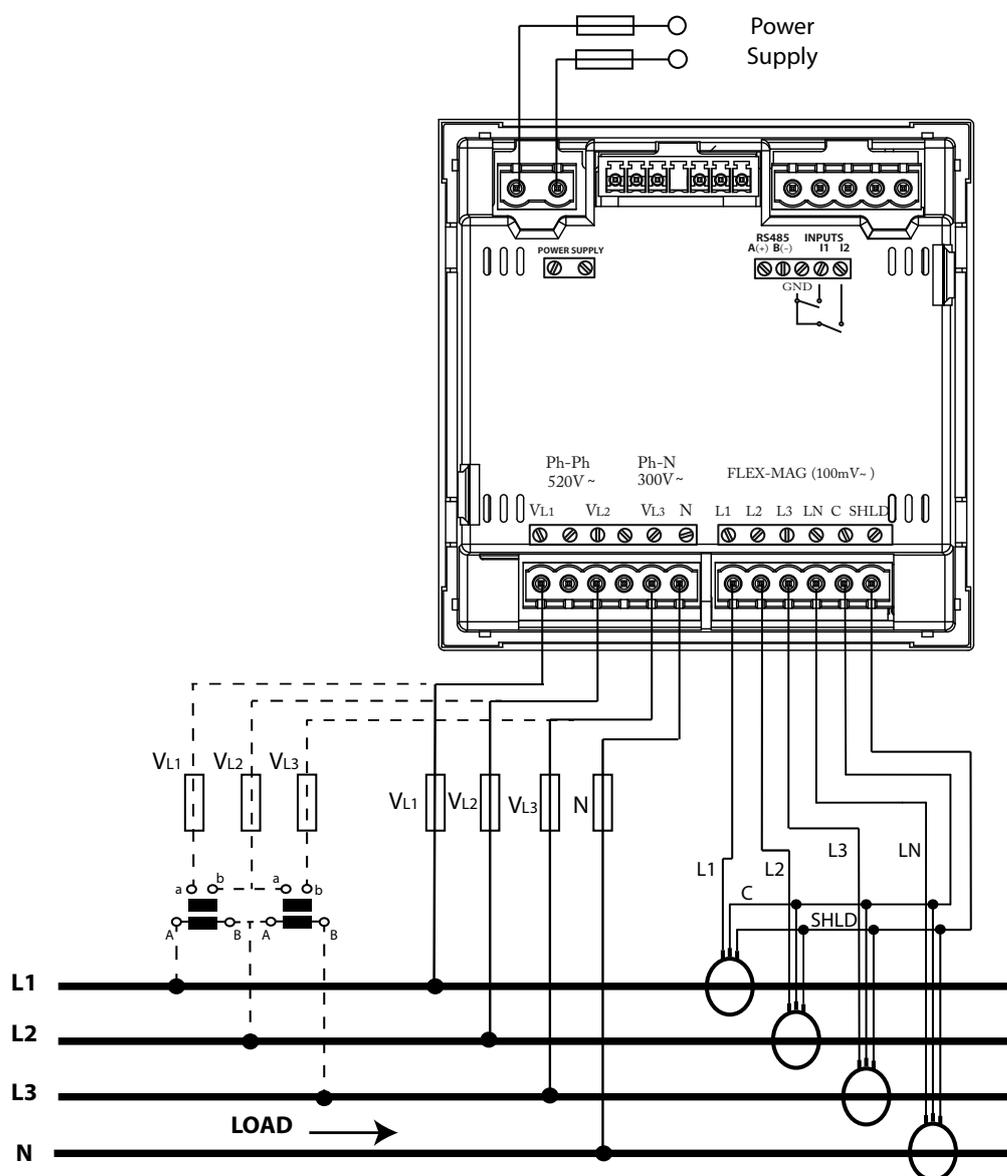 Power
Supply
POWER SUPPLY
RS485 INPUTS
A(+) B(-) I1 I2
GND
Ph-Ph Ph-N
520V~ 300V~
FLEX-MAG (100mV~)
VL1 VL2 VL3 N L1 L2 L3 LN C SHLD
VL1 VL2 VL3
VL1 VL2 VL3 N
L1 L2 L3 LN
a b a b
C
SHLD
A B A B
L1
L2
L3
LOAD
N